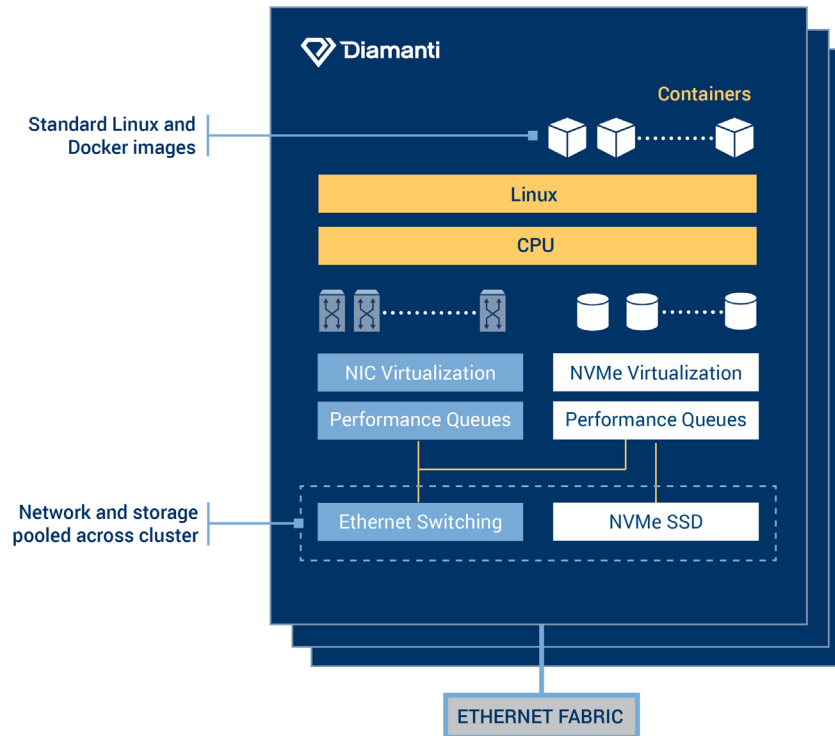 Diamanti
Containers
Standard Linux and
Docker images
Linux
CPU
NIC Virtualization
NVMe Virtualization
Performance Queues
Performance Queues
Network and storage
pooled across cluster
Ethernet Switching
NVMe SSD
ETHERNET FABRIC